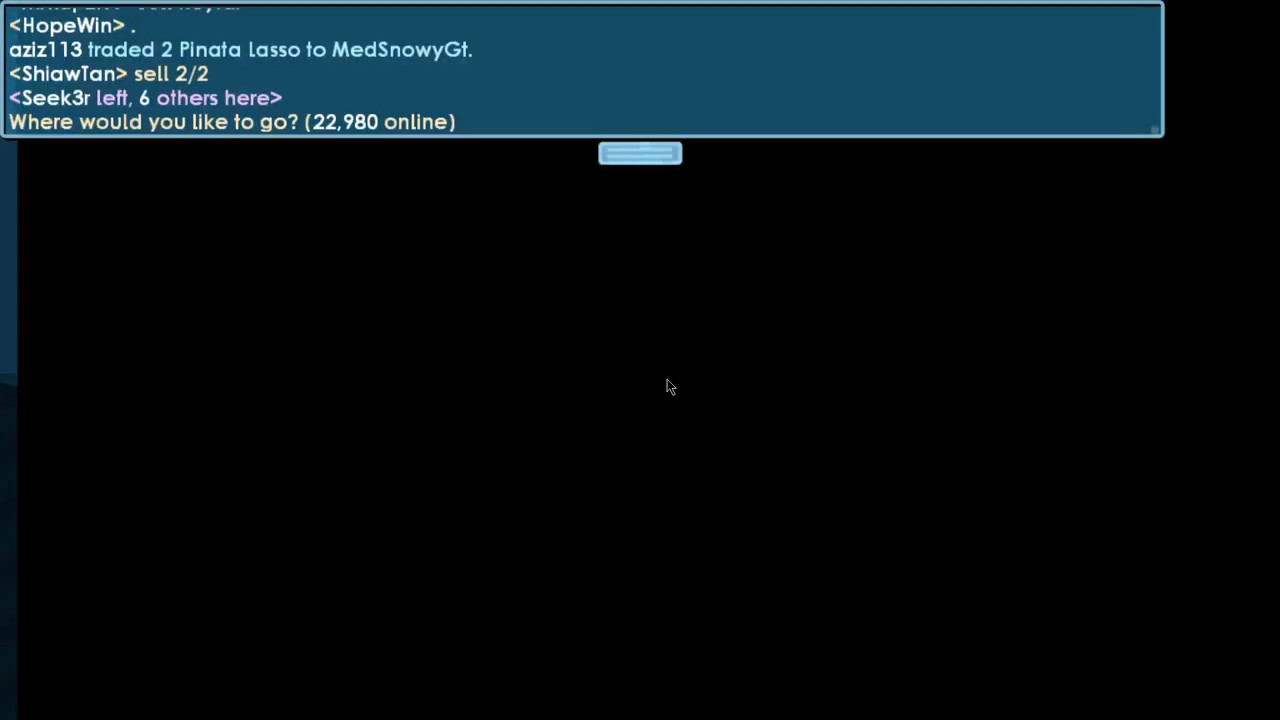 <HopeWin> .
aziz113 traded 2 Pinata Lasso to MedSnowyGt.
<ShiawTan> sell 2/2
<Seek3r left, 6 others here>
Where would you like to go? (22,980 online)